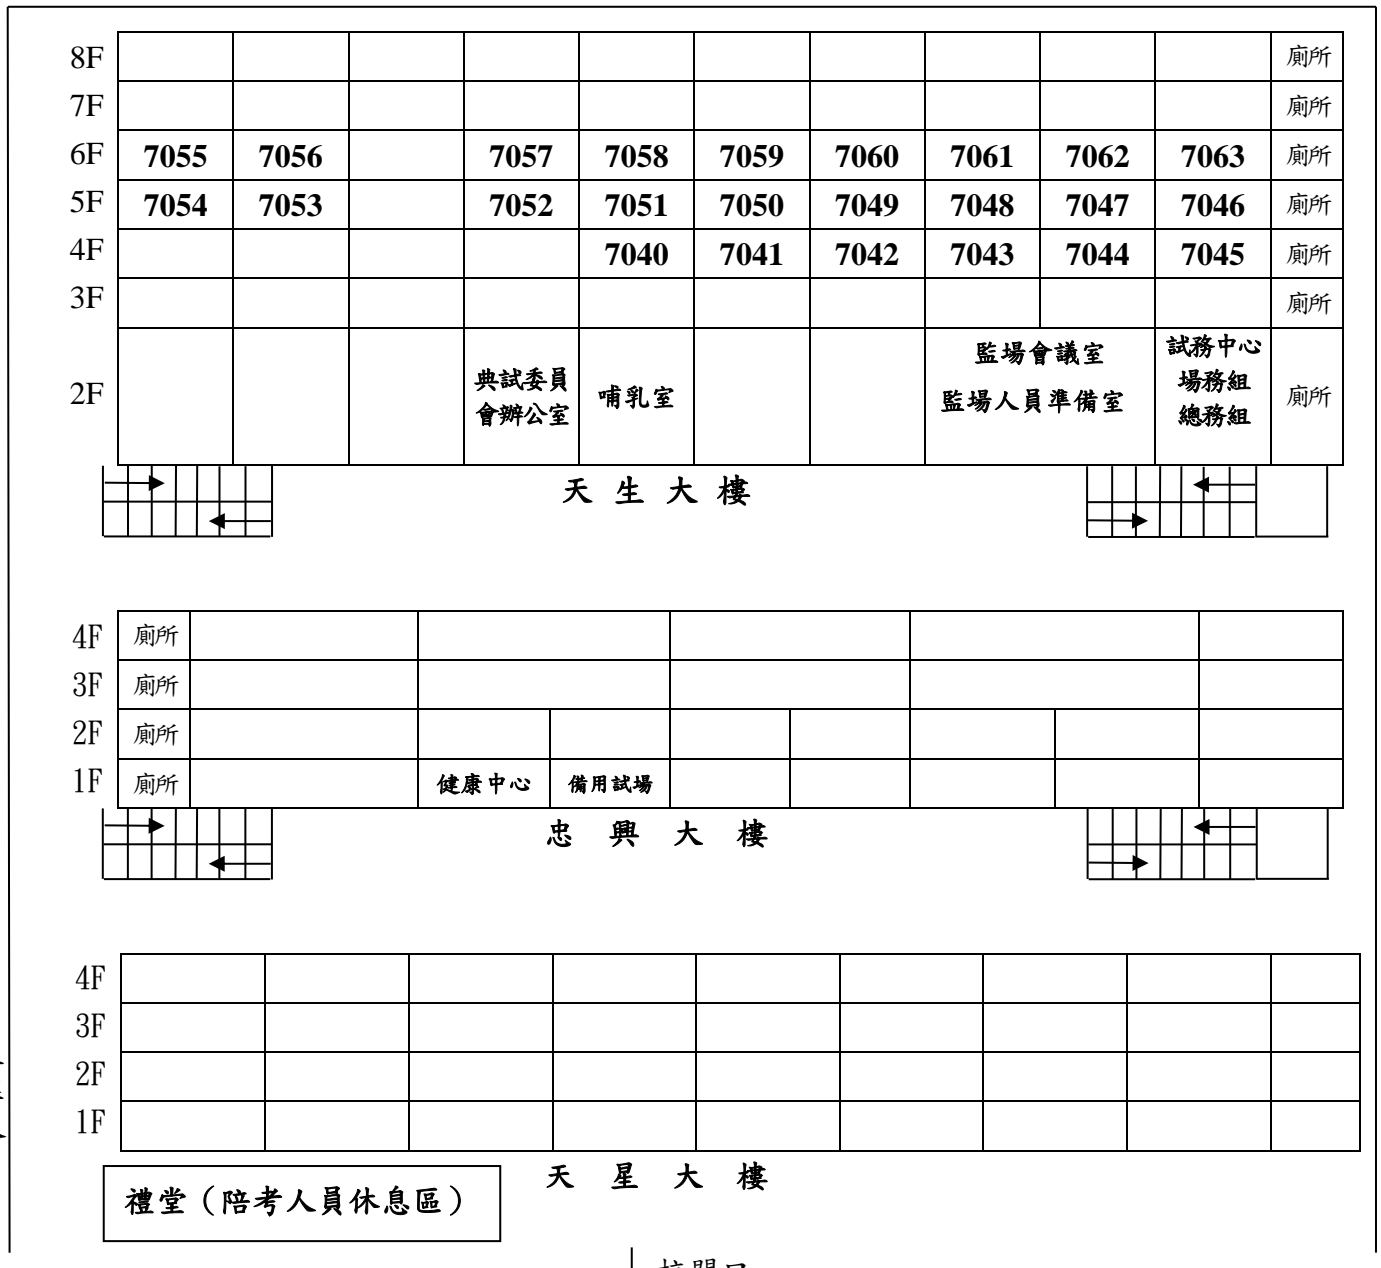 8F 廁所
7F 廁所
6F 7055 7056 7057 7058 7059 7060 7061 7062 7063 廁所
5F 7054 7053 7052 7051 7050 7049 7048 7047 7046 廁所
4F 7040 7041 7042 7043 7044 7045 廁所
3F 廁所
2F
典試委員
會辦公室
哺乳室
監場會議室
監場人員準備室
試務中心
場務組
總務組
廁所
天生大樓
4F 廁所
3F 廁所
2F 廁所
1F 廁所 健康中心 備用試場
忠興大樓
4F
3F
2F
1F
天星大樓
禮堂（陪考人員休息區）